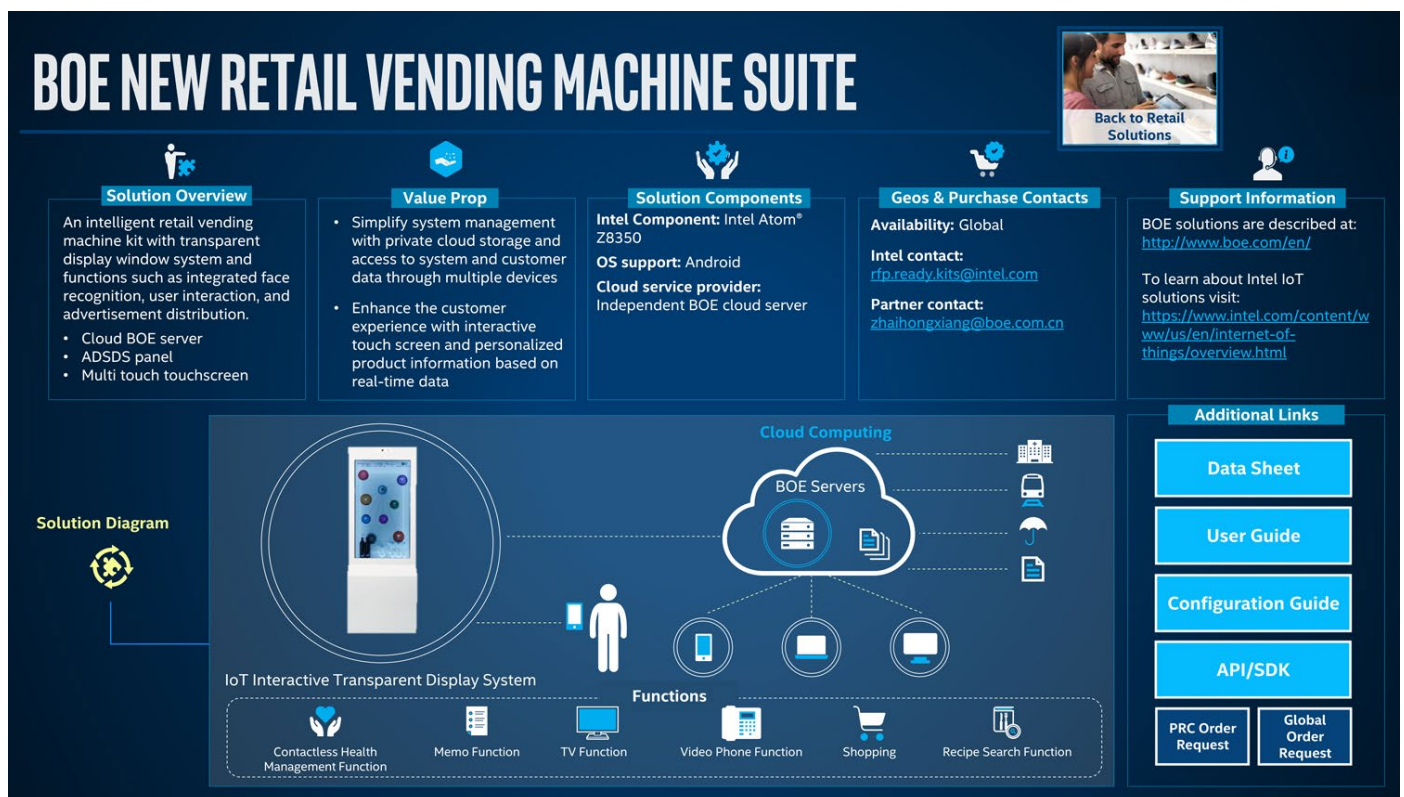 BOE NEW RETAIL VENDING MACHINE SUITE
Back to Retail
Solutions
Solution Overview
An intelligent retail vending
machine kit with transparent
display window system and
functions such as integrated face
recognition, user interaction, and
advertisement distribution.
• Cloud BOE server
• ADSDS panel
• Multi touch touchscreen
Value Prop
• Simplify system management
with private cloud storage and
access to system and customer
data through multiple devices
• Enhance the customer
experience with interactive
touch screen and personalized
product information based on
real-time data
Solution Components
Intel Component: Intel Atom®
Z8350
OS support: Android
Cloud service provider:
Independent BOE cloud server
Geos & Purchase Contacts
Availability: Global
Intel contact:
rfp.ready.kits@intel.com
Partner contact:
zhaihongxiang@boe.com.cn
Support Information
BOE solutions are described at:
http://www.boe.com/en/
To learn about Intel IoT
solutions visit:
https://www.intel.com/content/w
ww/us/en/internet-of-
things/overview.html
Solution Diagram
Cloud Computing
BOE Servers
IoT Interactive Transparent Display System
Functions
Contactless Health
Management Function
Memo Function
TV Function
Video Phone Function
Shopping
Recipe Search Function
Additional Links
Data Sheet
User Guide
Configuration Guide
API/SDK
PRC Order
Request
Global
Order
Request